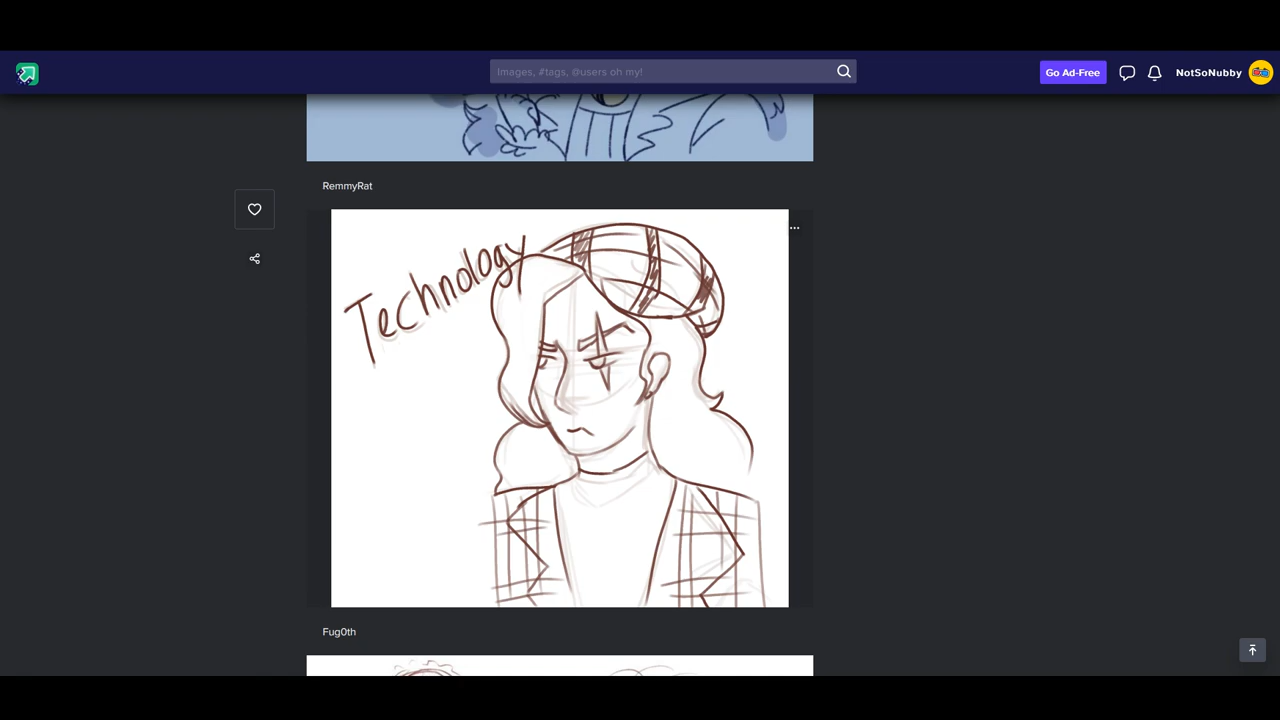 Images, #tags, @users oh my!
Go Ad-Free
NotSoNubby
RemmyRat
Technology
Fug0th